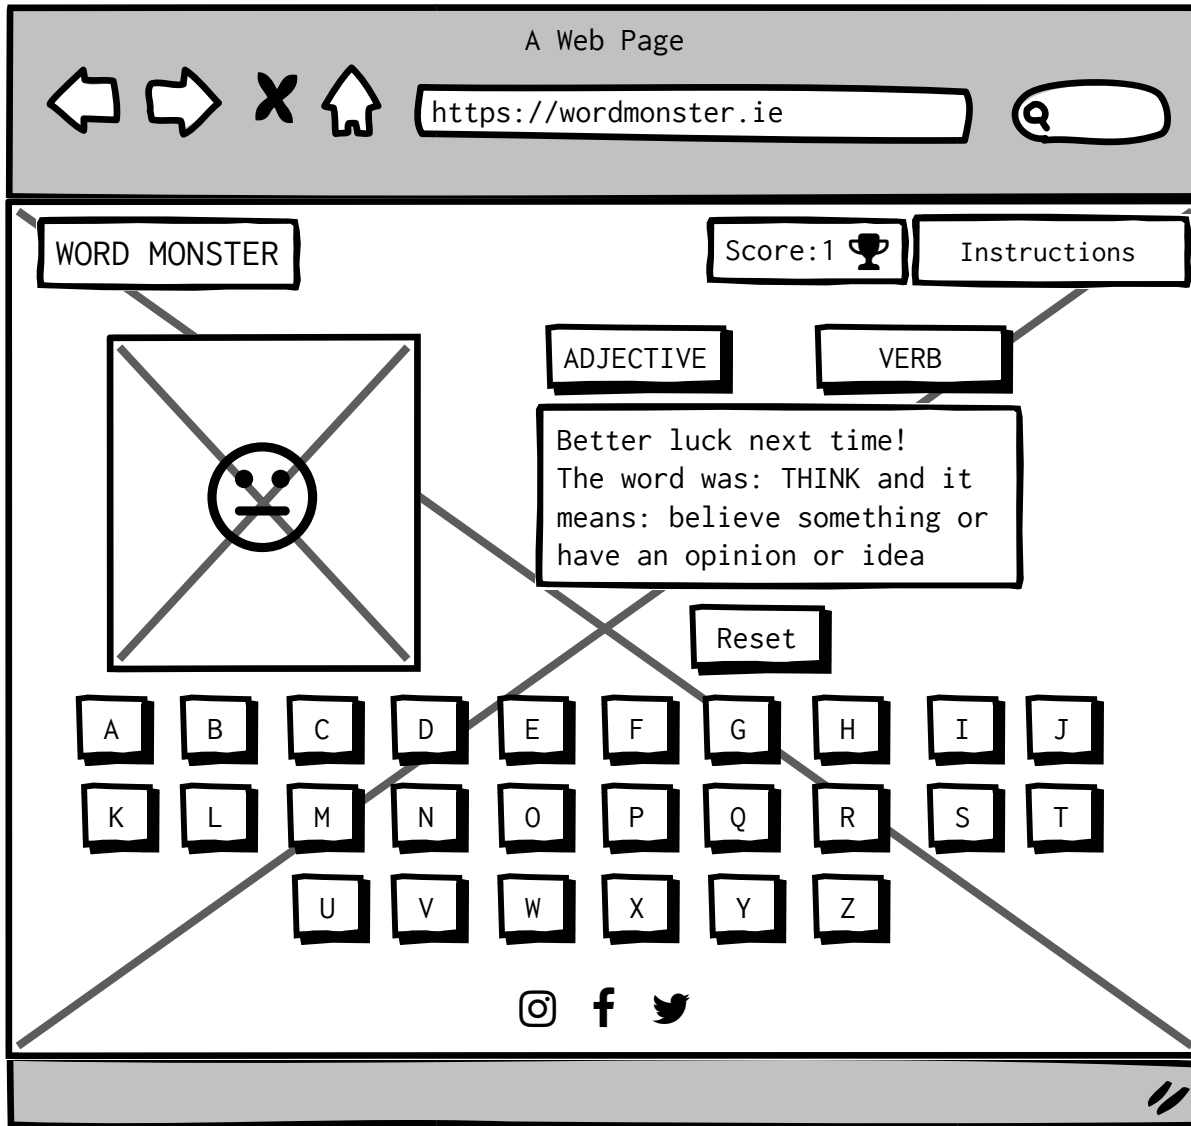 A Web Page
https://wordmonster.ie
WORD MONSTER
Score:1
Instructions
ADJECTIVE
VERB
Better luck next time!
The word was: THINK and it
means: believe something or
have an opinion or idea
Reset
A B C D E F G H I J
K L M N O P Q R S T
U V W X Y Z